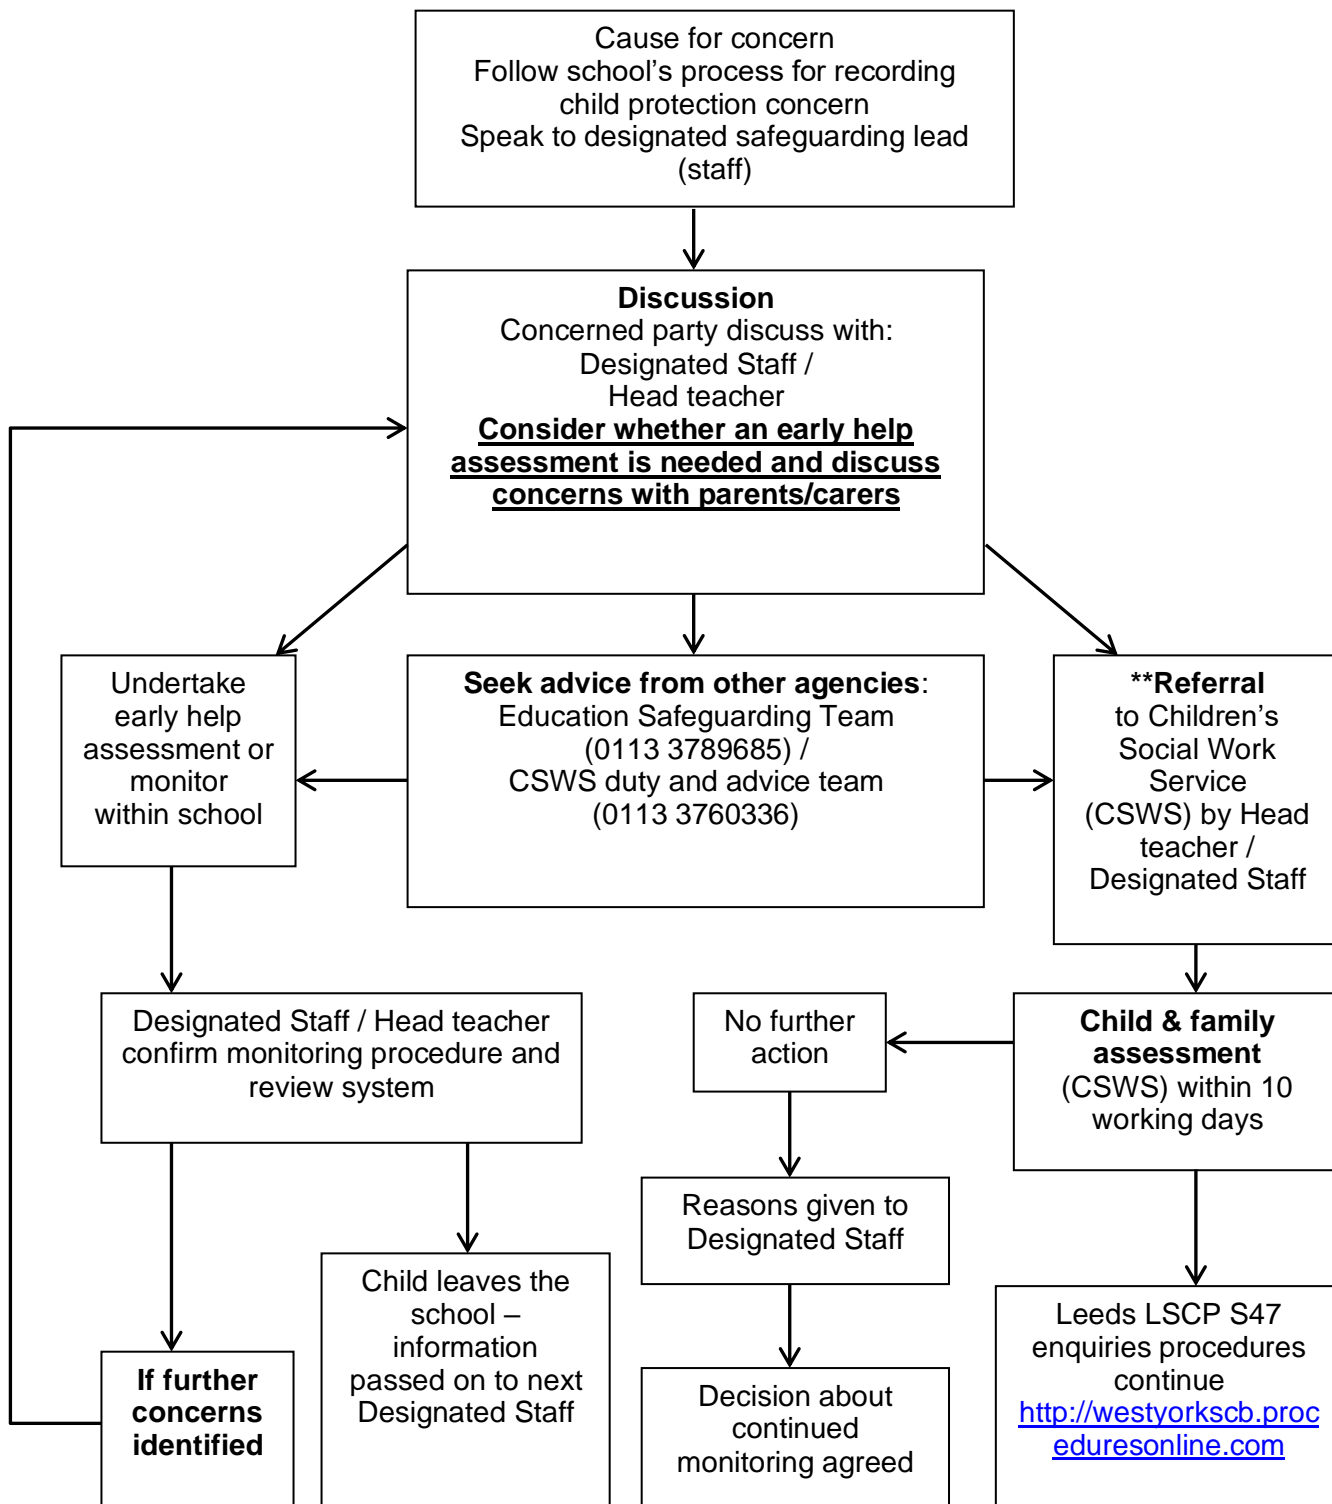 Cause for concern
Follow school’s process for recording
child protection concern
Speak to designated safeguarding lead
(staff)
Discussion
Concerned party discuss with:
Designated Staff /
Head teacher
Consider whether an early help
assessment is needed and discuss
concerns with parents/carers
Undertake
early help
assessment or
monitor
within school
Seek advice from other agencies:
Education Safeguarding Team
(0113 3789685) /
CSWS duty and advice team
(0113 3760336)
**Referral
to Children’s
Social Work
Service
(CSWS) by Head
teacher /
Designated Staff
Designated Staff / Head teacher
confirm monitoring procedure and
review system
No further
action
Child & family
assessment
(CSWS) within 10
working days
Reasons given to
Designated Staff
If further
concerns
identified
Child leaves the
school –
information
passed on to next
Designated Staff
Decision about
continued
monitoring agreed
Leeds LSCP S47
enquiries procedures
continue
http://westyorkscb.proc
eduresonline.com